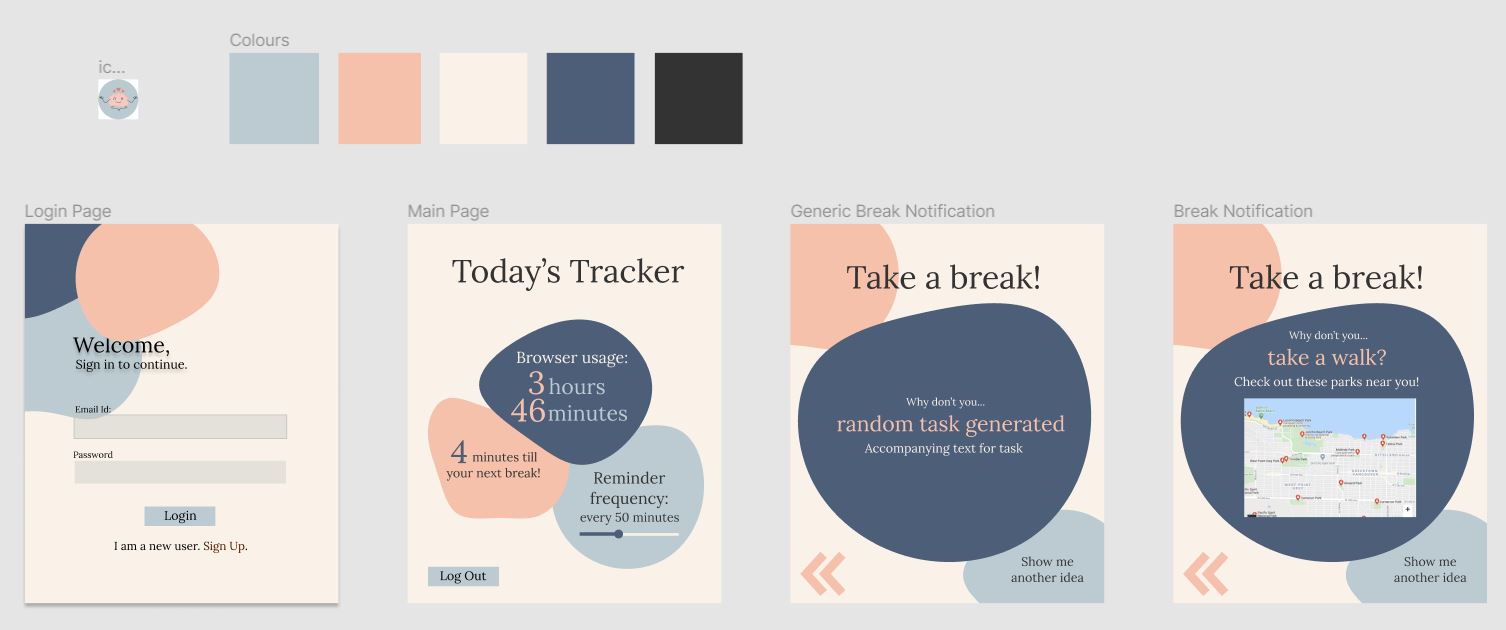 Colours
ic...
Login Page
Welcome,
Sign in to continue.
Email Id:
Password
Login
I am a new user. Sign Up.
Main Page
Today's Tracker
Browser usage:
3 hours
46 minutes
4 minutes till
your next break!
Reminder
frequency:
every 50 minutes
Log Out
Generic Break Notification
Take a break!
Why don't you...
random task generated
Accompanying text for task
Show me
another idea
Break Notification
Take a break!
Why don't you...
take a walk?
Check out these parks near you!
Show me
another idea